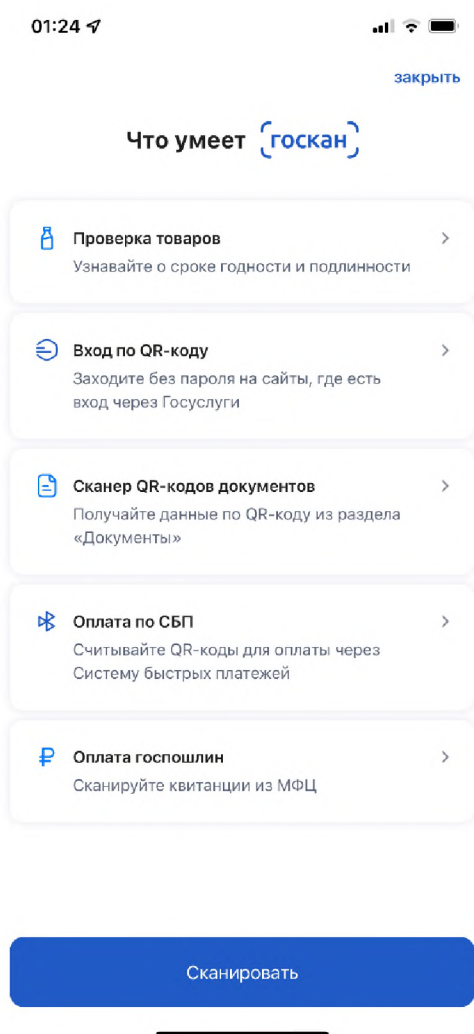 01:24
закрыть
Что умеет госкан
Проверка товаров
Узнавайте о сроке годности и подлинности
Вход по QR-коду
Заходите без пароля на сайты, где есть
вход через Госуслуги
Сканер QR-кодов документов
Получайте данные по QR-коду из раздела
«Документы»
Оплата по СБП
Считывайте QR-коды для оплаты через
Систему быстрых платежей
Оплата госпошлин
Сканируйте квитанции из МФЦ
Сканировать